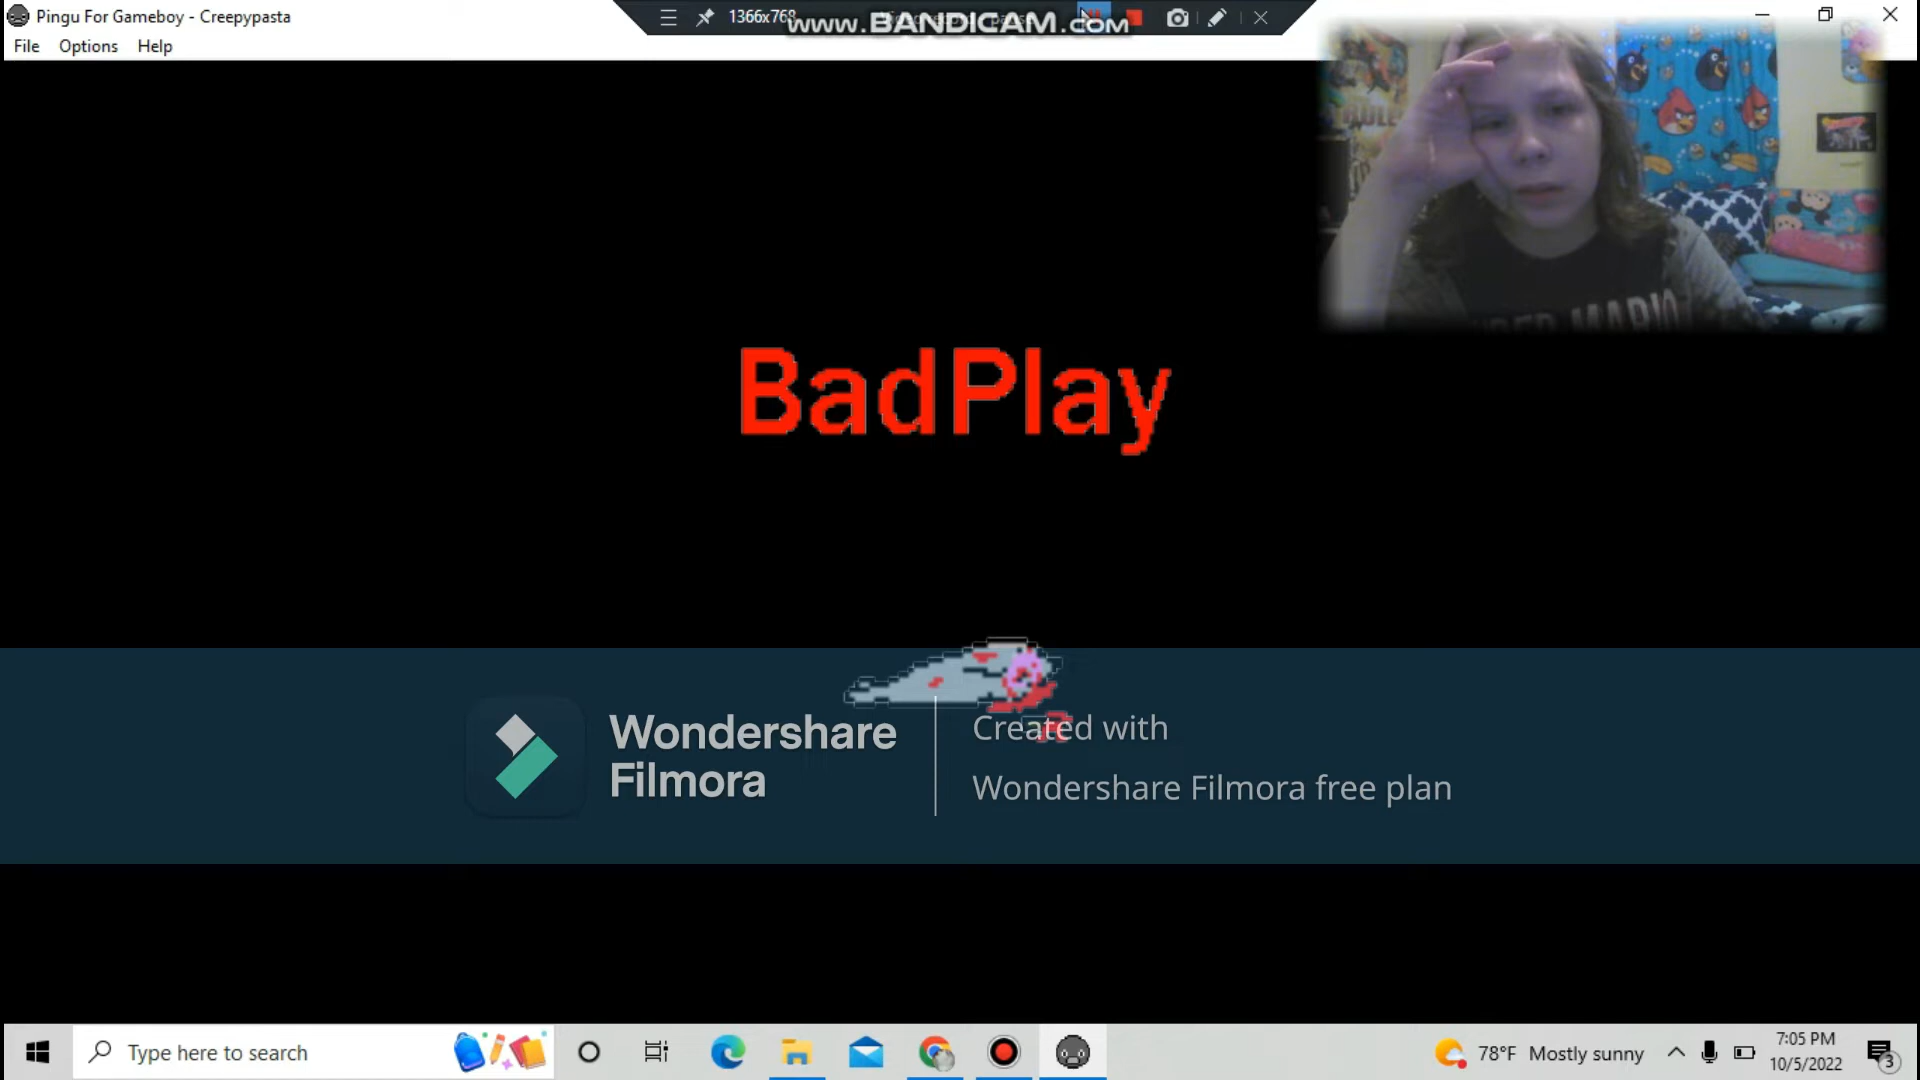 Pingu For Gameboy - Creepypasta
1366x768
www.BANDICAM.com
File Options Help
BadPlay
Wondershare
Filmora
Created with
Wondershare Filmora free plan
Type here to search
78°F Mostly sunny
7:05 PM
10/5/2022
3